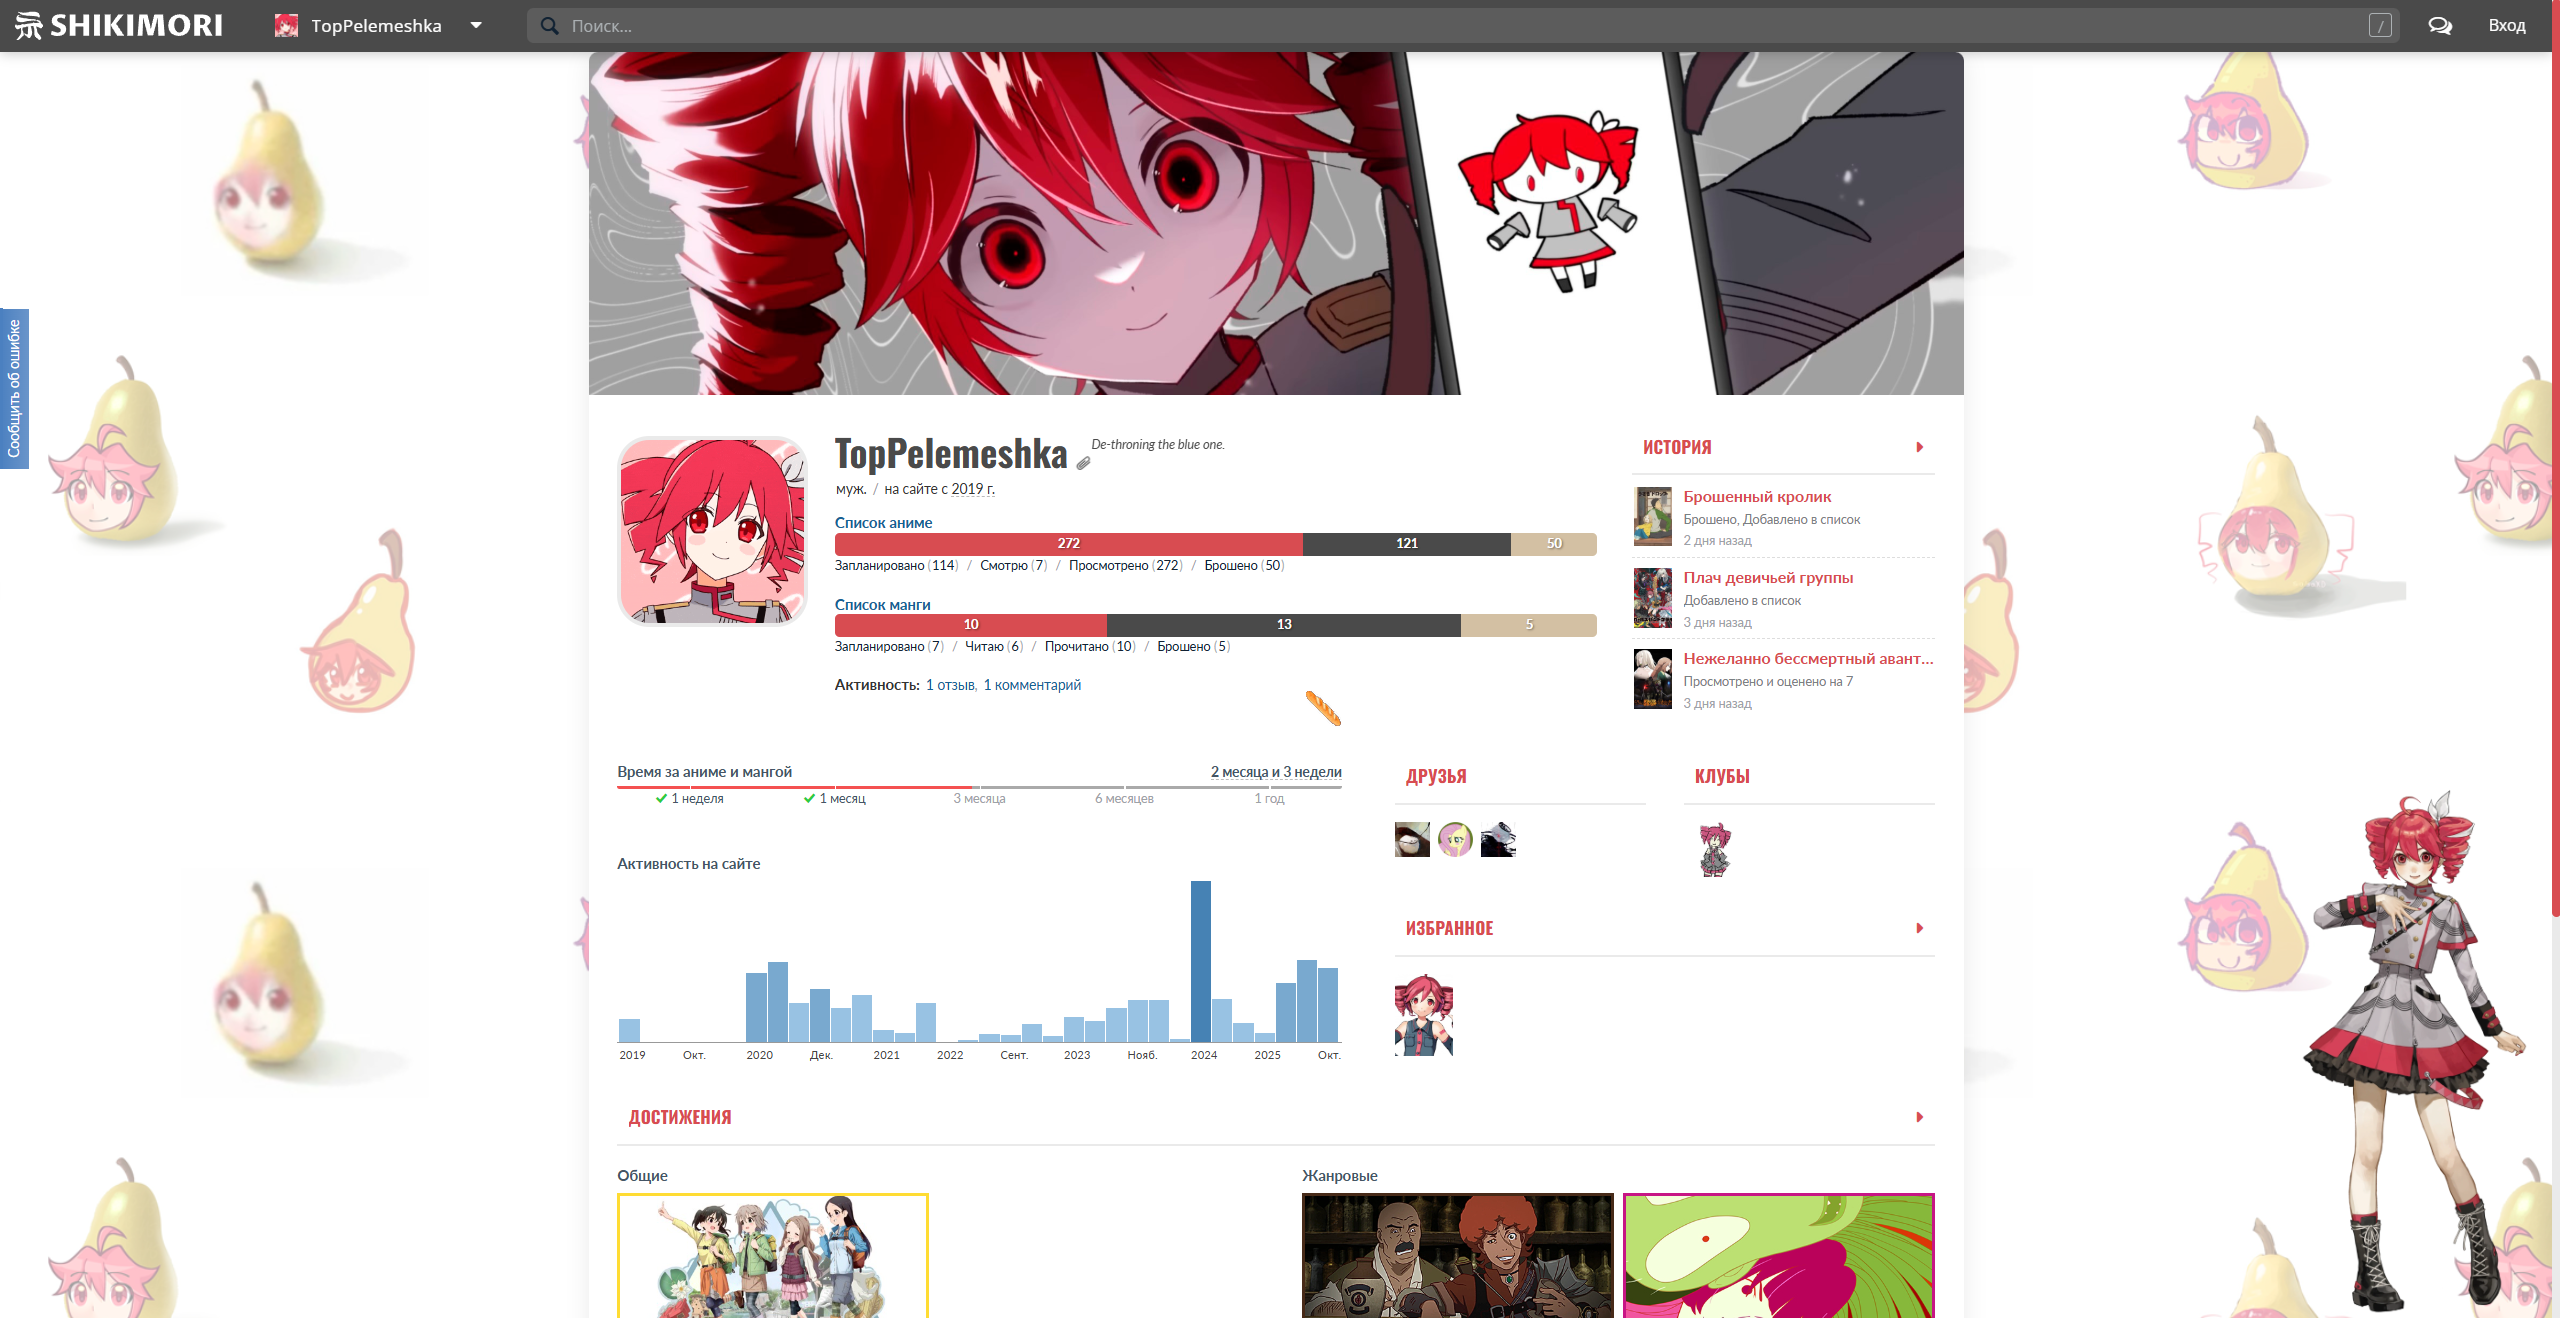 SHIKIMORI
TopPelemeshka
Поиск...
/
Вход
Сообщить об ошибке
TopPelemeshka
De-throning the blue one.
муж. / на сайте с 2019 г.
Список аниме
272 121 50
Запланировано (114) / Смотрю (7) / Просмотрено (272) / Брошено (50)
Список манги
10 13 5
Запланировано (7) / Читаю (6) / Прочитано (10) / Брошено (5)
Активность: 1 отзыв, 1 комментарий
ИСТОРИЯ
Брошенный кролик
Брошено, Добавлено в список
2 дня назад
Плач девичьей группы
Добавлено в список
3 дня назад
Нежеланно бессмертный авант...
Просмотрено и оценено на 7
3 дня назад
Время за аниме и мангой
2 месяца и 3 недели
1 неделя
1 месяц
3 месяца
6 месяцев
1 год
Активность на сайте
2019 Окт. 2020 Дек. 2021 2022 Сент. 2023 Нояб. 2024 2025 Окт.
ДРУЗЬЯ
КЛУБЫ
ИЗБРАННОЕ
ДОСТИЖЕНИЯ
Общие
Жанровые